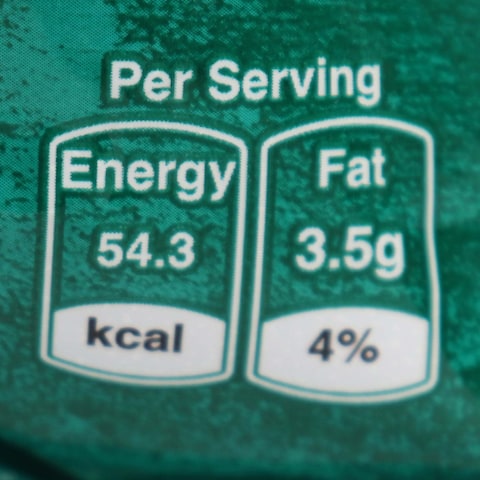 Per Serving
Energy
54.3
kcal
Fat
3.5g
4%